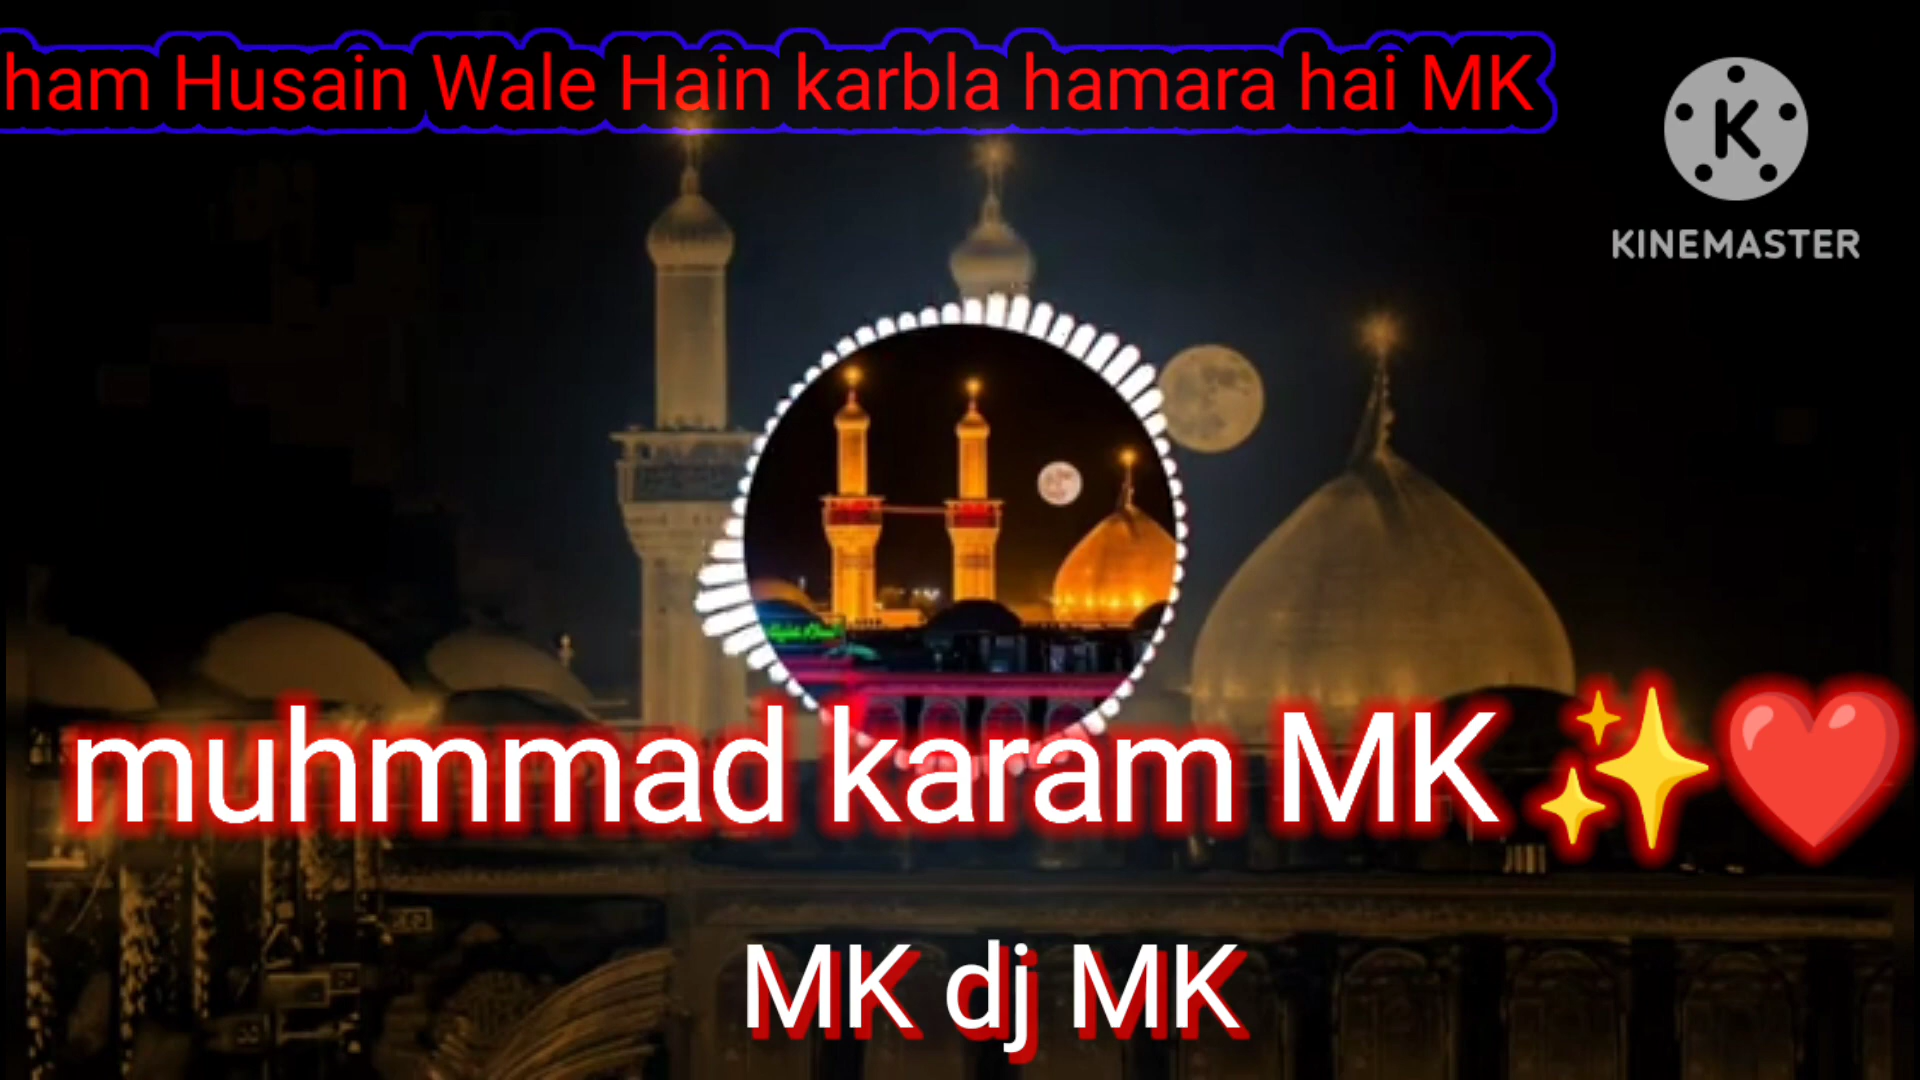 ham Husain Wale Hain karbla hamara hai MK
KINEMASTER
muhmmad karam MK ✨❤️
MK dj MK